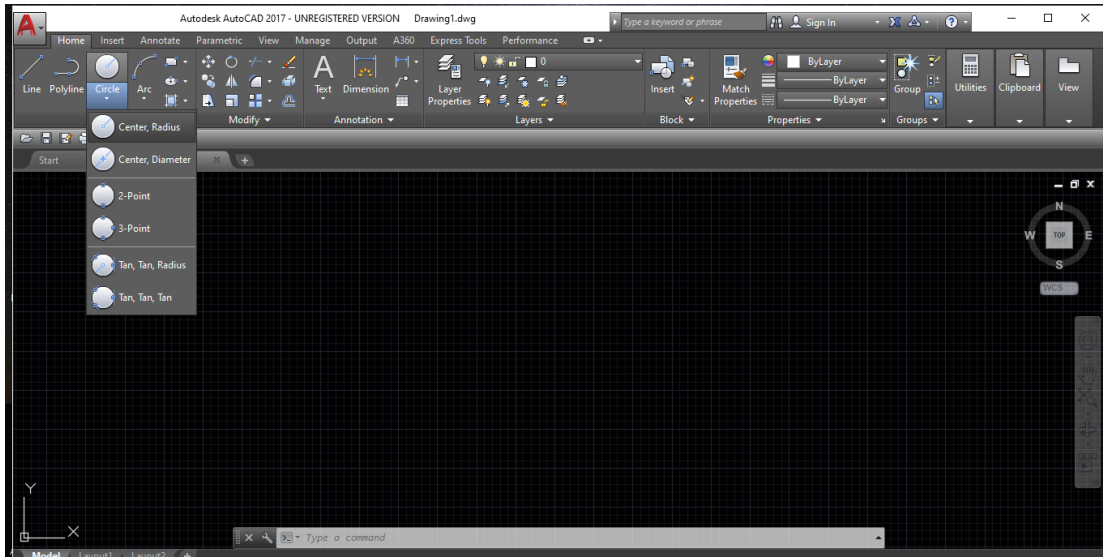 Autodesk AutoCAD 2017 - UNREGISTERED VERSION Drawing1.dwg
Type a keyword or phrase
Sign In
Home Insert Annotate Parametric View Manage Output A360 Express Tools Performance
0
ByLayer
Line Polyline Circle Arc
Text Dimension
Layer Properties
Insert
Match Properties
ByLayer
ByLayer
Group
Utilities Clipboard View
Modify
Annotation
Layers
Block
Properties
Groups
Start
Center, Radius
Center, Diameter
2-Point
3-Point
Tan, Tan, Radius
Tan, Tan, Tan
N
W TOP E
S
WCS
Y
X
Type a command
Model Layout1 Layout2 +